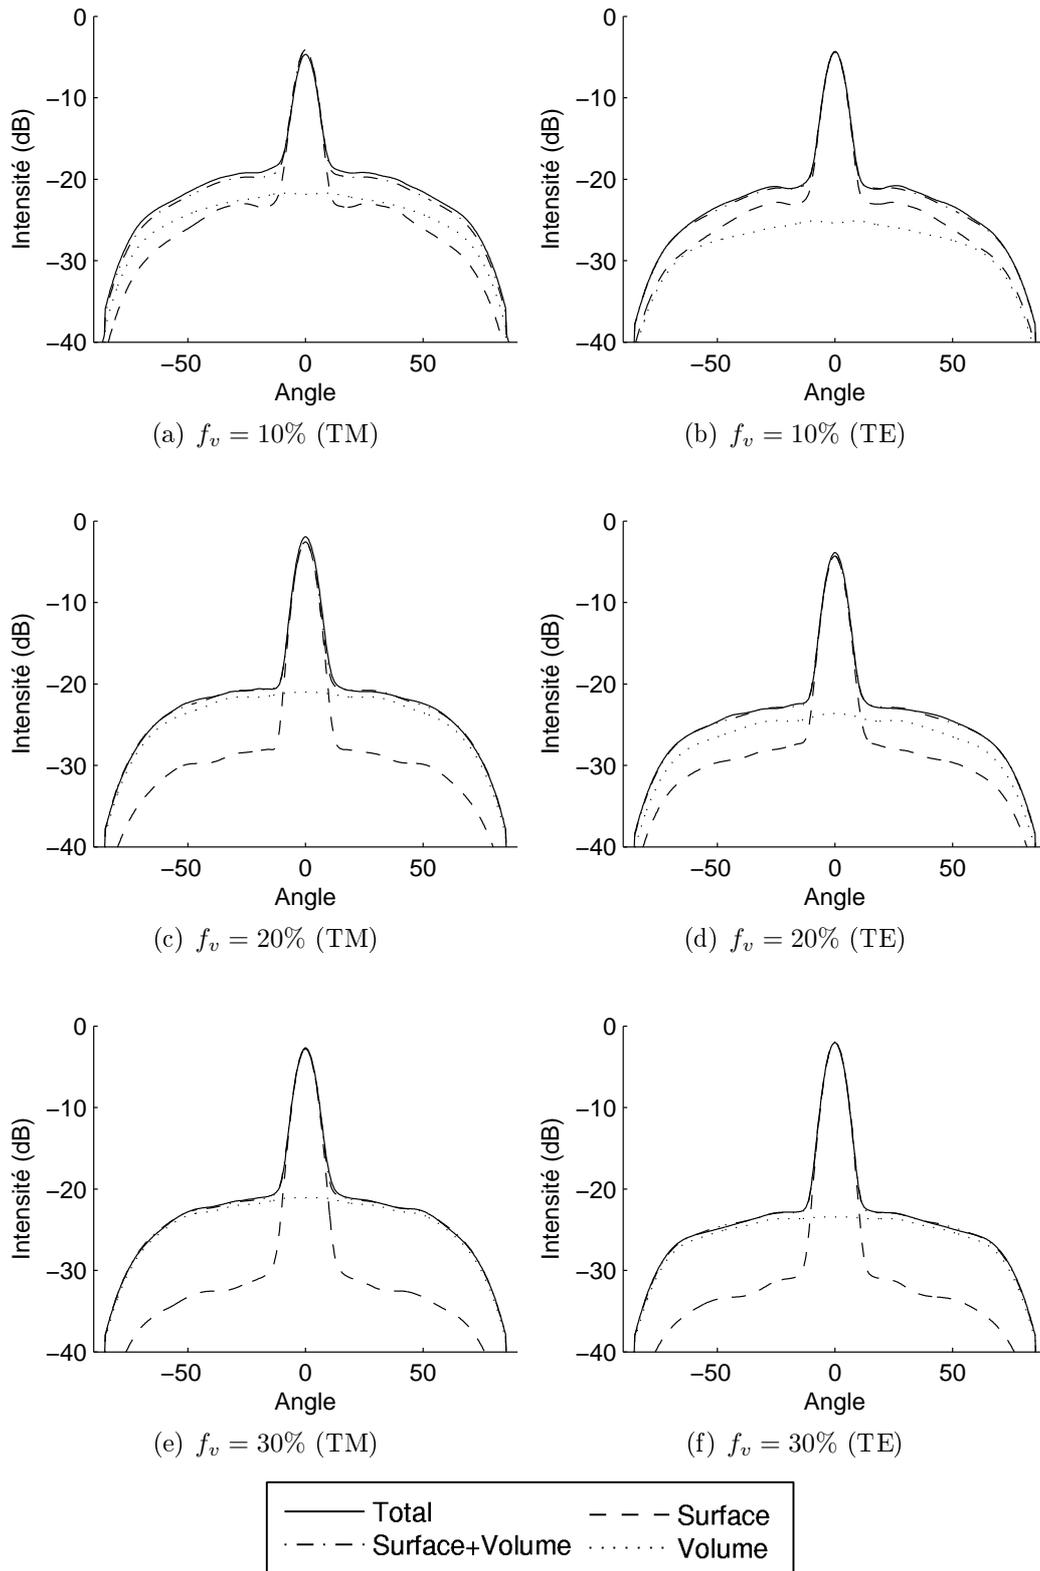 0
−10
−20
−30
−40
Intensité (dB)
−50 0 50
Angle
(a) f_v = 10% (TM)
0
−10
−20
−30
−40
Intensité (dB)
−50 0 50
Angle
(b) f_v = 10% (TE)
0
−10
−20
−30
−40
Intensité (dB)
−50 0 50
Angle
(c) f_v = 20% (TM)
0
−10
−20
−30
−40
Intensité (dB)
−50 0 50
Angle
(d) f_v = 20% (TE)
0
−10
−20
−30
−40
Intensité (dB)
−50 0 50
Angle
(e) f_v = 30% (TM)
0
−10
−20
−30
−40
Intensité (dB)
−50 0 50
Angle
(f) f_v = 30% (TE)
Total
Surface
Surface+Volume
Volume